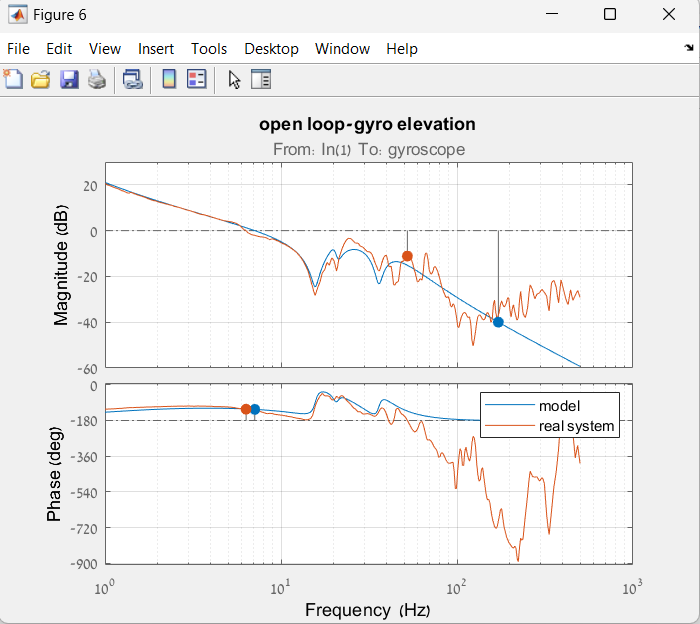 Figure 6
File Edit View Insert Tools Desktop Window Help
open loop-gyro elevation
From: In(1) To: gyroscope
20
0
-20
-40
-60
Magnitude (dB)
0
-180
-360
-540
-720
-900
Phase (deg)
model
real system
10^0 10^1 10^2 10^3
Frequency (Hz)